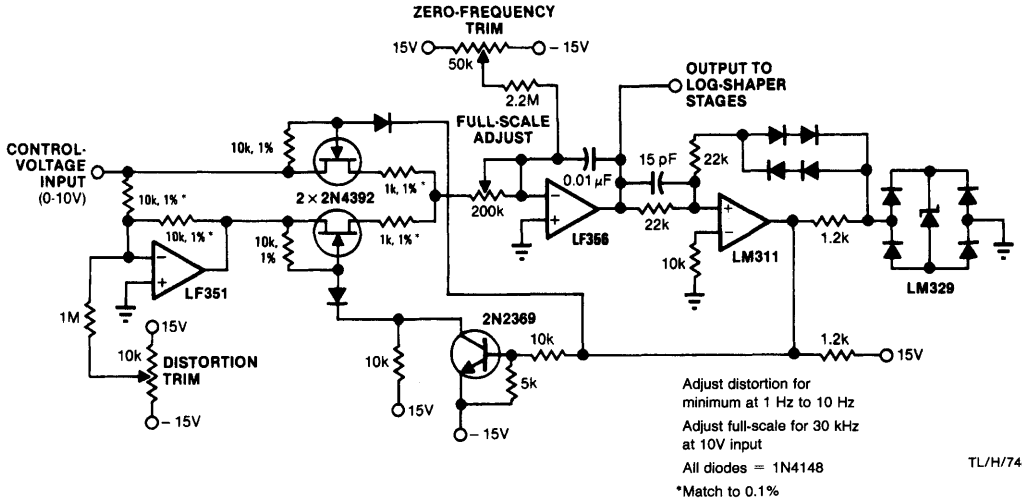 ZERO-FREQUENCY
TRIM
15V
- 15V
50k
2.2M
OUTPUT TO
LOG-SHAPER
STAGES
FULL-SCALE
ADJUST
10k, 1%
15 pF
22k
0.01 µF
CONTROL-
VOLTAGE
INPUT
(0-10V)
10k, 1% *
1k, 1% *
2 × 2N4392
200k
22k
10k, 1% *
10k,
1%
1k, 1% *
LF356
10k
LM311
1.2k
LM329
LF351
1M
15V
10k
DISTORTION
TRIM
- 15V
2N2369
10k
10k
5k
15V
- 15V
1.2k
15V
Adjust distortion for
minimum at 1 Hz to 10 Hz
Adjust full-scale for 30 kHz
at 10V input
All diodes = 1N4148
*Match to 0.1%
TL/H/74